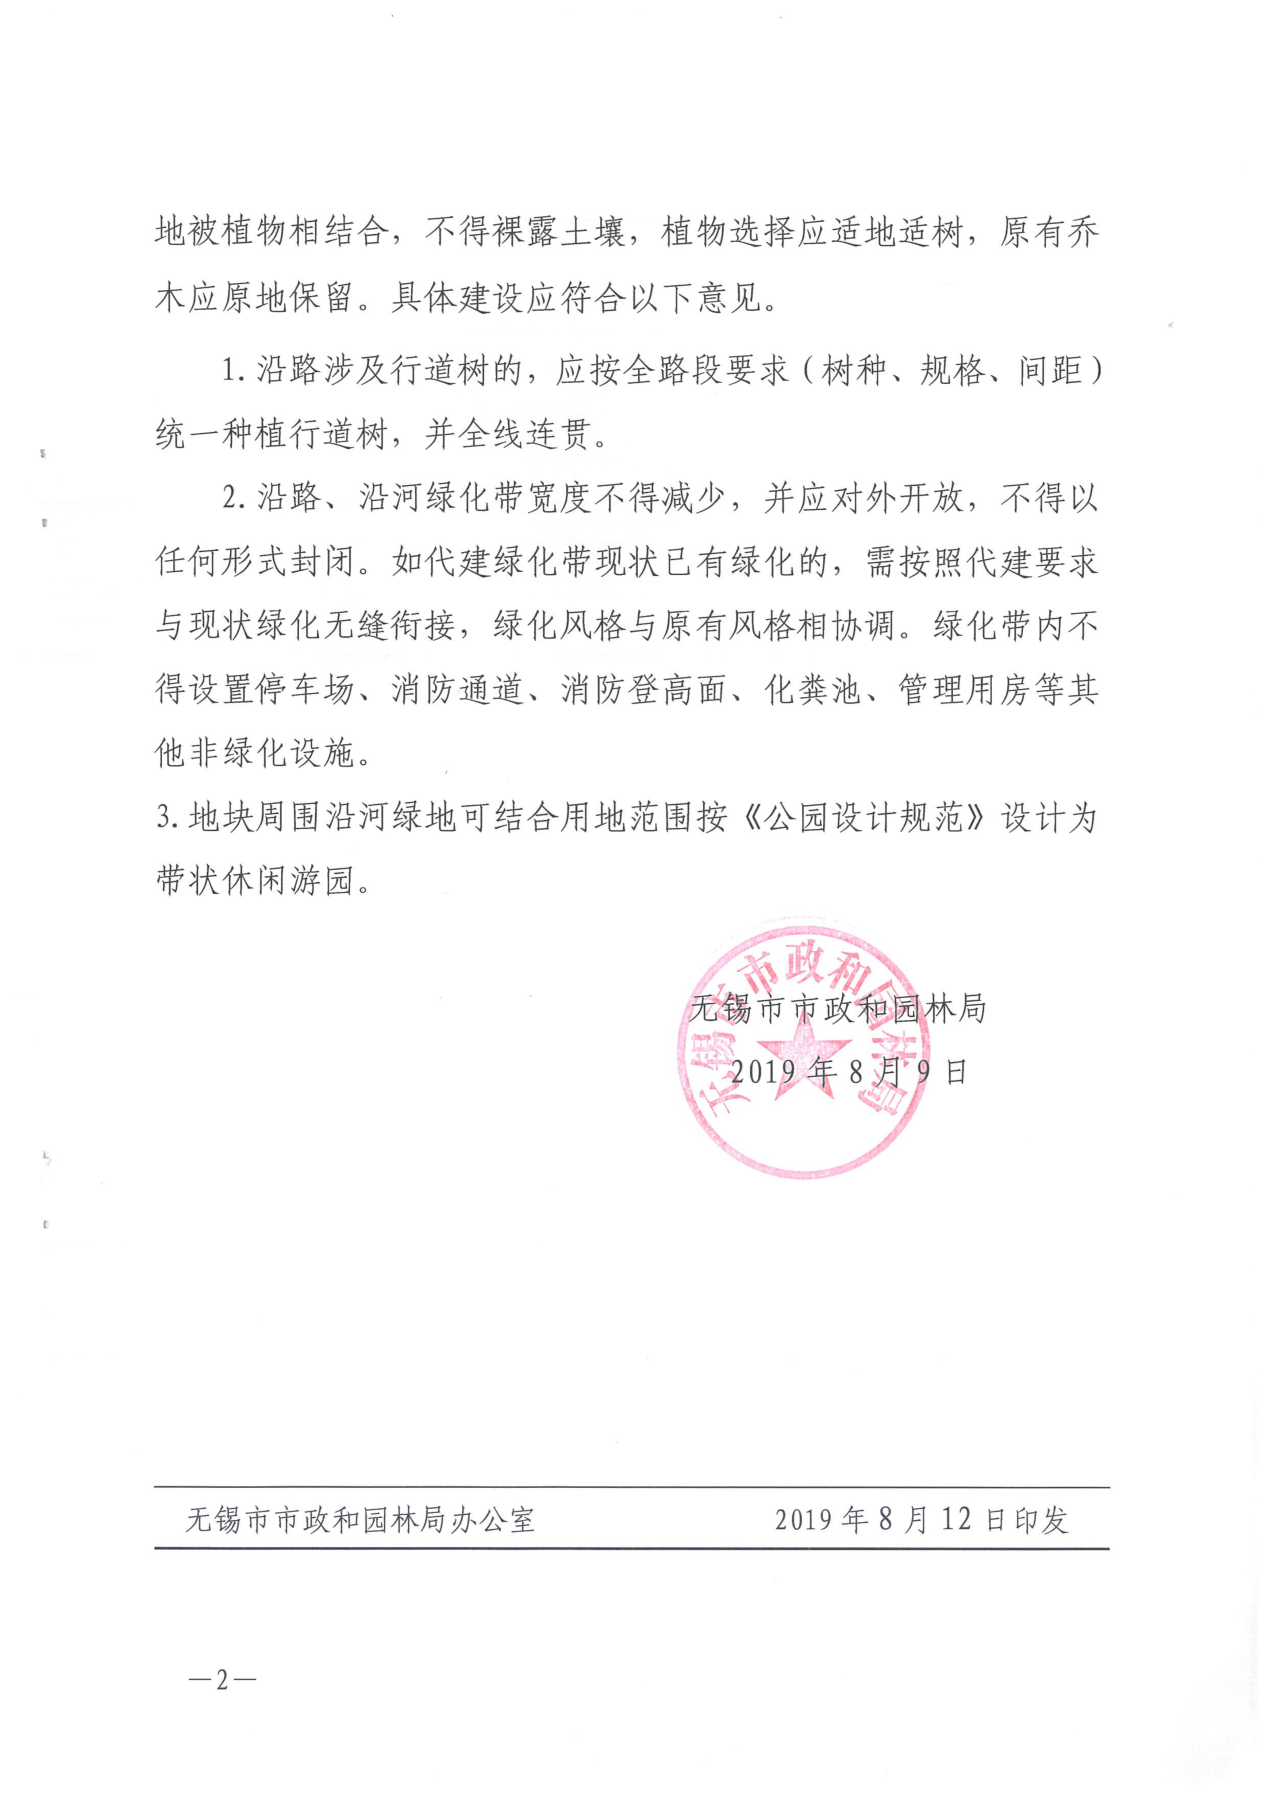 地被植物相结合，不得裸露土壤，植物选择应适地适树，原有乔
木应原地保留。具体建设应符合以下意见。
1.沿路涉及行道树的，应按全路段要求（树种、规格、间距）
统一种植行道树，并全线连贯。
2.沿路、沿河绿化带宽度不得减少，并应对外开放，不得以
任何形式封闭。如代建绿化带现状已有绿化的，需按照代建要求
与现状绿化无缝衔接，绿化风格与原有风格相协调。绿化带内不
得设置停车场、消防通道、消防登高面、化粪池、管理用房等其
他非绿化设施。
3.地块周围沿河绿地可结合用地范围按《公园设计规范》设计为
带状休闲游园。
无锡市市政和园林局
无锡市市政和园林局
2019年8月9日
无锡市市政和园林局办公室 2019年8月12日印发
—2—